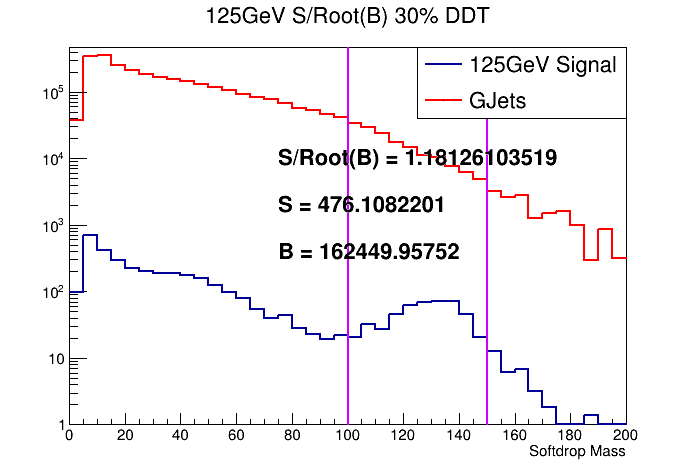 125GeV S/Root(B) 30% DDT
125GeV Signal
GJets
10⁵
10⁴
10³
10²
10
1
S/Root(B) = 1.18126103519
S = 476.1082201
B = 162449.95752
0 20 40 60 80 100 120 140 160 180 200
Softdrop Mass